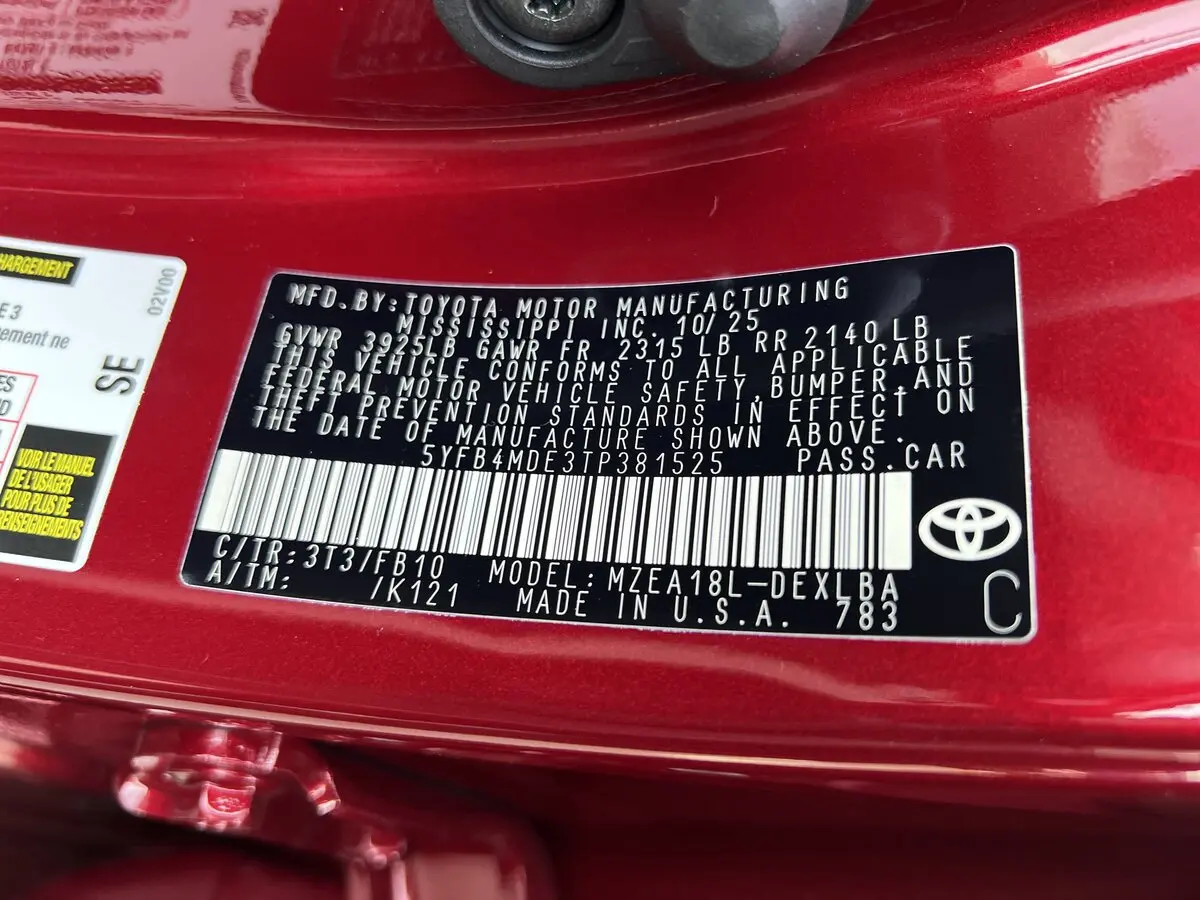 HARGEMENT
02V00
E 3
ement ne
SE
ES
D
VOIR LE MANUEL
DE L'USAGER
POUR PLUS DE
RENSEIGNEMENTS
MFD. BY: TOYOTA MOTOR MANUFACTURING
MISSISSIPPI INC. 10/25
GVWR 3925LB GAWR FR 2315 LB RR 2140 LB
THIS VEHICLE CONFORMS TO ALL APPLICABLE
FEDERAL MOTOR VEHICLE SAFETY, BUMPER, AND
THEFT PREVENTION STANDARDS IN EFFECT ON
THE DATE OF MANUFACTURE SHOWN ABOVE.
5YFB4MDE3TP381525 PASS. CAR
C/TR: 3T3/FB10 MODEL: MZEA18L-DEXLBA
A/TM: /K121 MADE IN U.S.A. 783
C